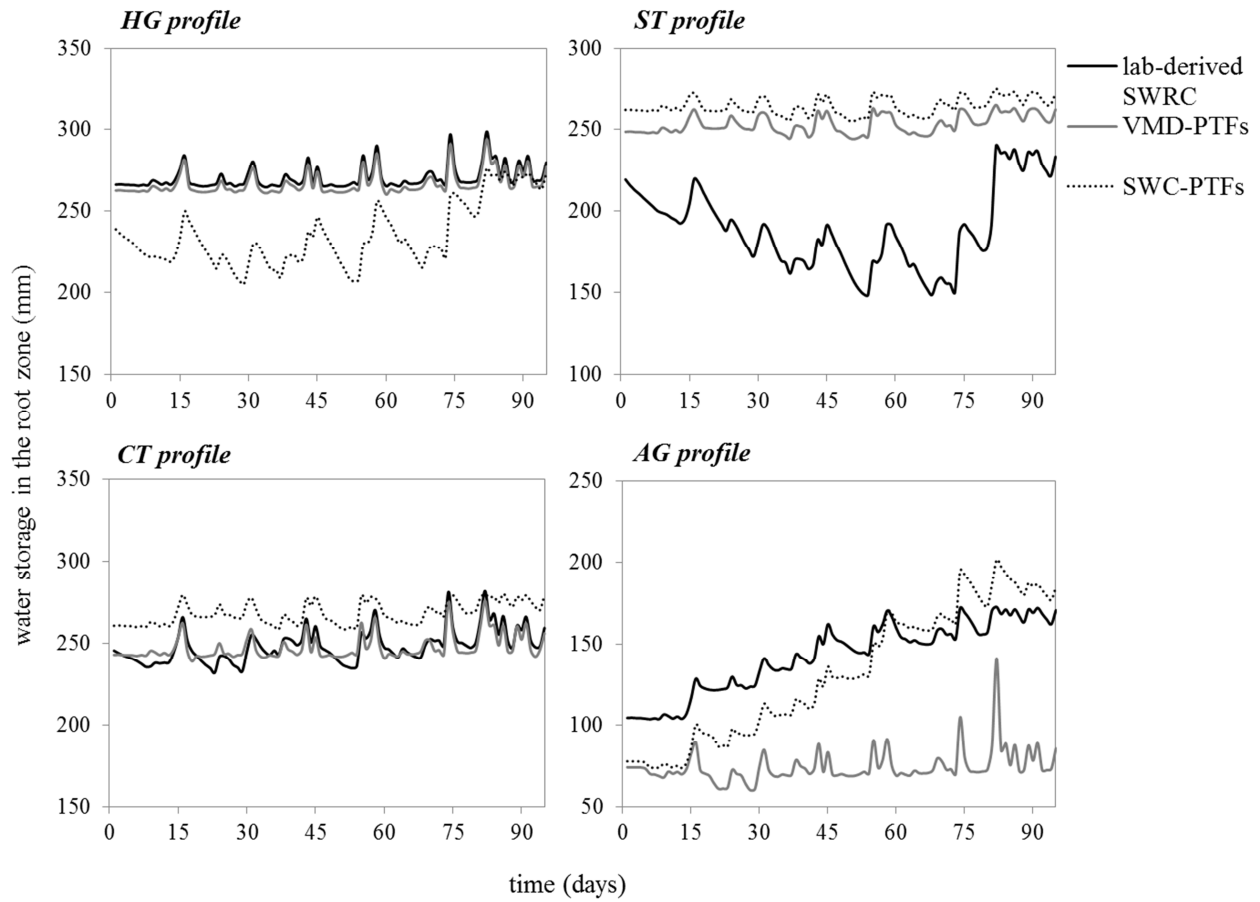 HG profile
ST profile
350
300
250
200
150
0 15 30 45 60 75 90
300
250
200
150
100
0 15 30 45 60 75 90
lab-derived
SWRC
VMD-PTFs
SWC-PTFs
water storage in the root zone (mm)
CT profile
AG profile
350
300
250
200
150
0 15 30 45 60 75 90
250
200
150
100
50
0 15 30 45 60 75 90
time (days)